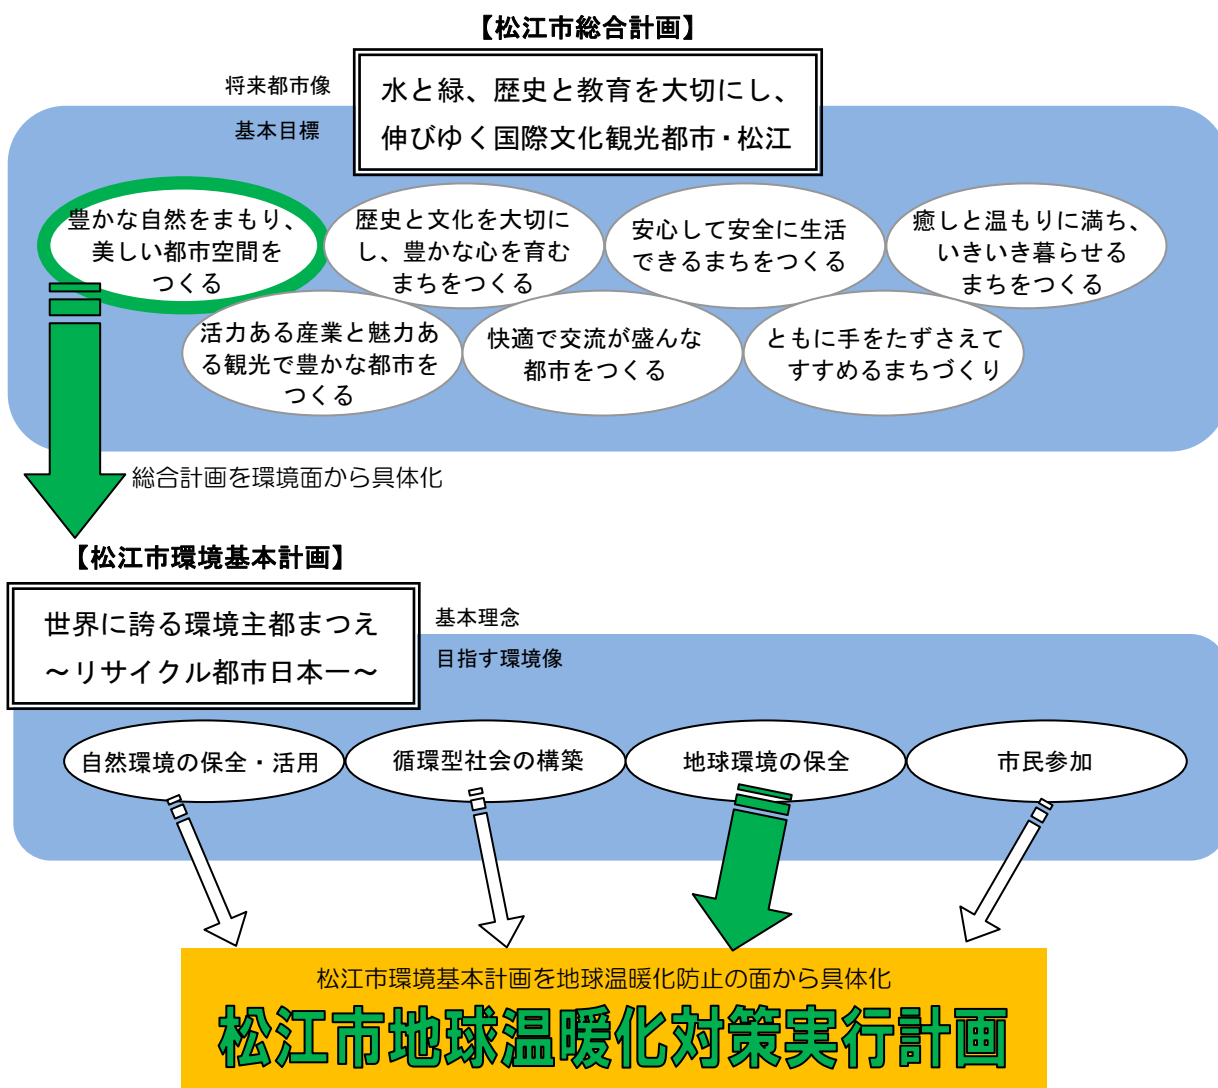 【松江市総合計画】
将来都市像
水と緑、歴史と教育を大切にし、
伸びゆく国際文化観光都市・松江
基本目標
豊かな自然をまもり、
美しい都市空間を
つくる
歴史と文化を大切に
し、豊かな心を育む
まちをつくる
安心して安全に生活
できるまちをつくる
癒しと温もりに満ち、
いきいき暮らせる
まちをつくる
活力ある産業と魅力あ
る観光で豊かな都市を
つくる
快適で交流が盛んな
都市をつくる
ともに手をたずさえて
すすめるまちづくり
総合計画を環境面から具体化
【松江市環境基本計画】
世界に誇る環境主都まつえ
～リサイクル都市日本一～
基本理念
目指す環境像
自然環境の保全・活用
循環型社会の構築
地球環境の保全
市民参加
松江市環境基本計画を地球温暖化防止の面から具体化
松江市地球温暖化対策実行計画